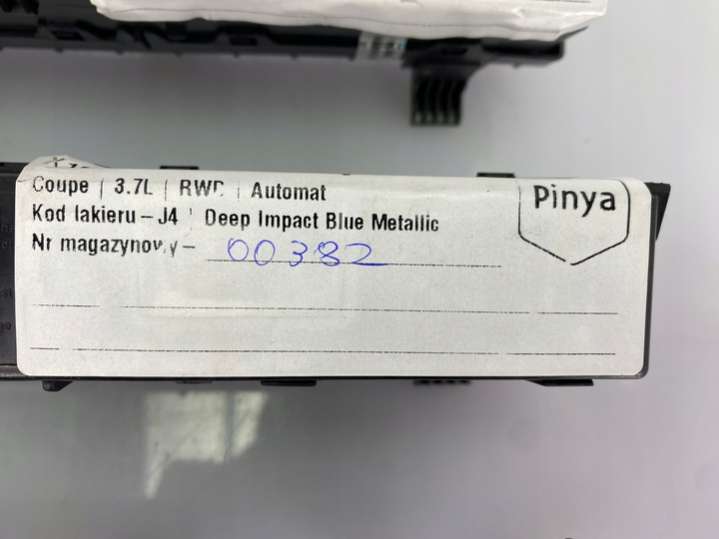 Coupe | 3.7L | RWD | Automat
Kod lakieru – J4 | Deep Impact Blue Metallic
Nr magazynowy – 00382
Pinya